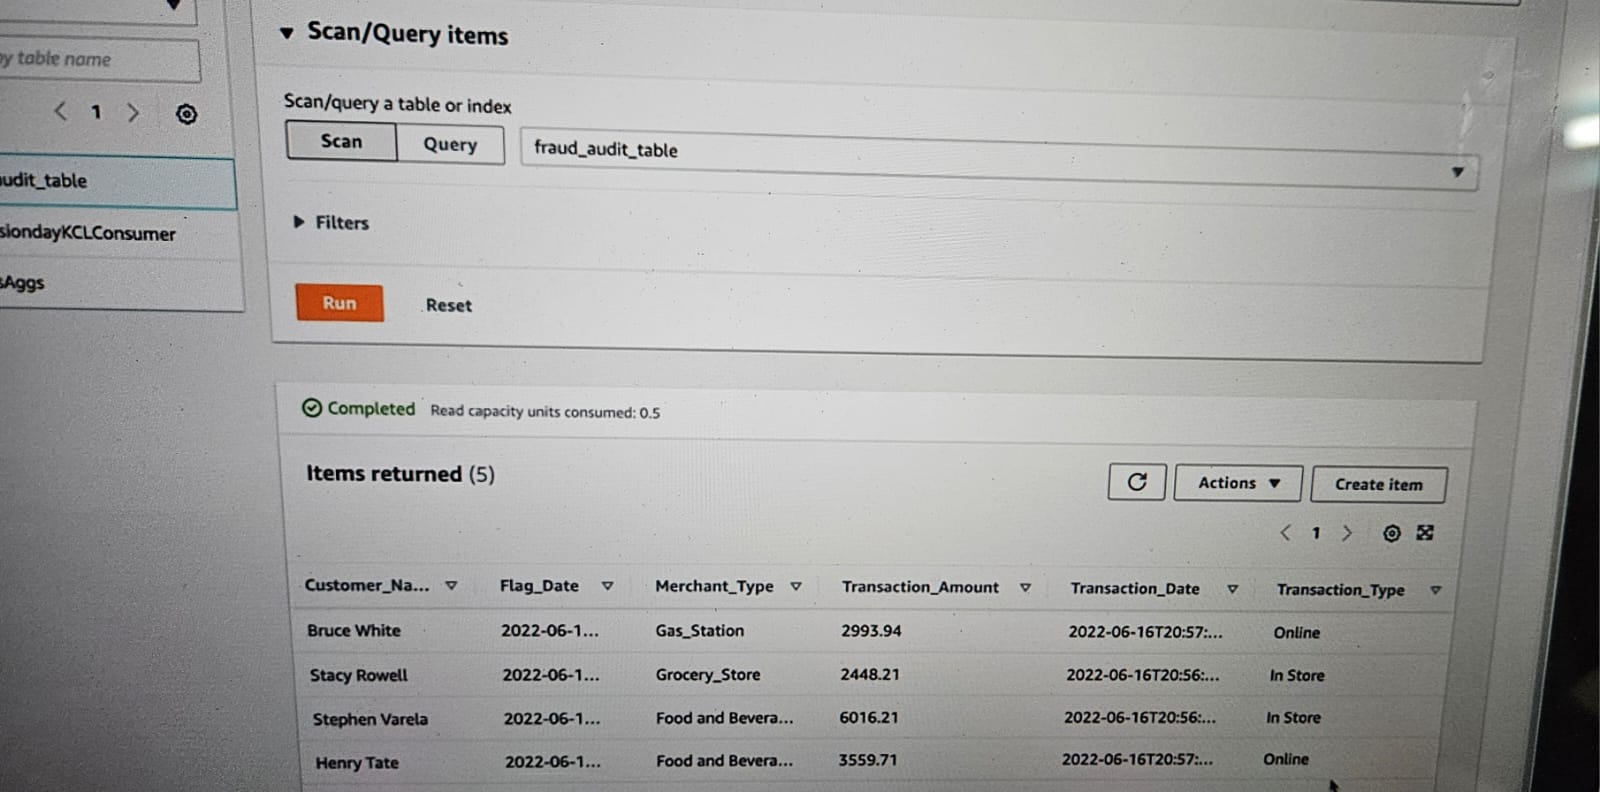 by table name
1
audit_table
siondayKCLConsumer
sAggs
Scan/Query items
Scan/query a table or index
Scan Query fraud_audit_table
Filters
Run Reset
Completed Read capacity units consumed: 0.5
Items returned (5)
Actions Create item
1
Customer_Na... Flag_Date Merchant_Type Transaction_Amount Transaction_Date Transaction_Type
Bruce White 2022-06-1... Gas_Station 2993.94 2022-06-16T20:57:... Online
Stacy Rowell 2022-06-1... Grocery_Store 2448.21 2022-06-16T20:56:... In Store
Stephen Varela 2022-06-1... Food and Bevera... 6016.21 2022-06-16T20:56:... In Store
Henry Tate 2022-06-1... Food and Bevera... 3559.71 2022-06-16T20:57:... Online